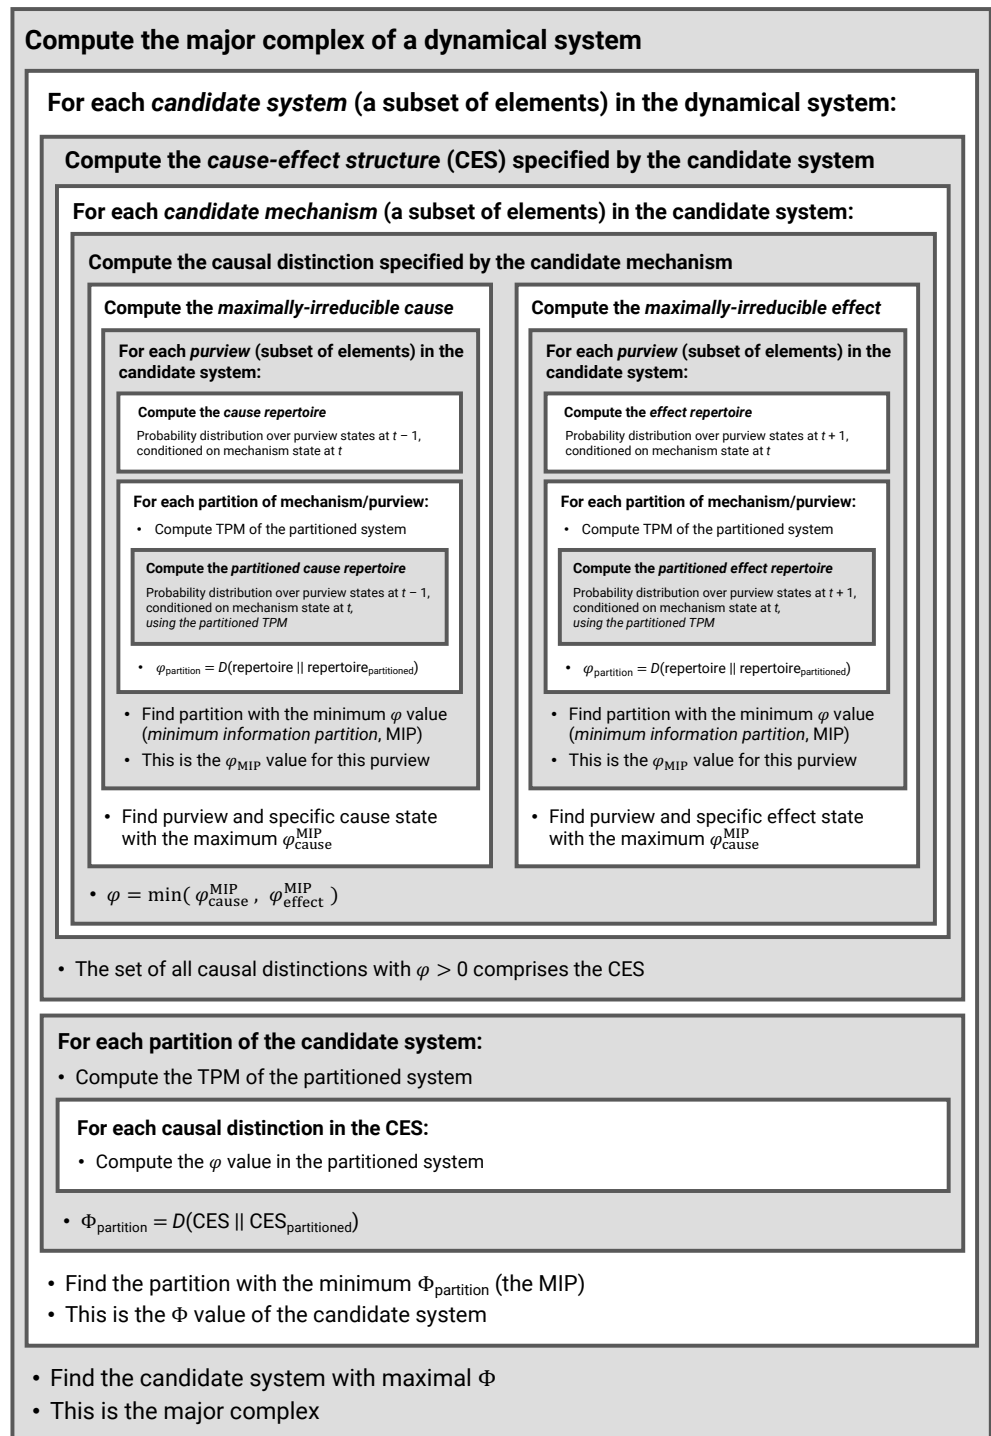 Compute the major complex of a dynamical system
For each candidate system (a subset of elements) in the dynamical system:
Compute the cause-effect structure (CES) specified by the candidate system
For each candidate mechanism (a subset of elements) in the candidate system:
Compute the causal distinction specified by the candidate mechanism
Compute the maximally-irreducible cause
For each purview (subset of elements) in the
candidate system:
Compute the cause repertoire
Probability distribution over purview states at t − 1,
conditioned on mechanism state at t
For each partition of mechanism/purview:
• Compute TPM of the partitioned system
Compute the partitioned cause repertoire
Probability distribution over purview states at t − 1,
conditioned on mechanism state at t,
using the partitioned TPM
• φpartition = D(repertoire || repertoirepartitioned)
• Find partition with the minimum φ value
(minimum information partition, MIP)
• This is the φMIP value for this purview
• Find purview and specific cause state
with the maximum φ^MIP_cause
Compute the maximally-irreducible effect
For each purview (subset of elements) in the
candidate system:
Compute the effect repertoire
Probability distribution over purview states at t + 1,
conditioned on mechanism state at t
For each partition of mechanism/purview:
• Compute TPM of the partitioned system
Compute the partitioned effect repertoire
Probability distribution over purview states at t + 1,
conditioned on mechanism state at t,
using the partitioned TPM
• φpartition = D(repertoire || repertoirepartitioned)
• Find partition with the minimum φ value
(minimum information partition, MIP)
• This is the φMIP value for this purview
• Find purview and specific effect state
with the maximum φ^MIP_cause
• φ = min( φ^MIP_cause , φ^MIP_effect )
• The set of all causal distinctions with φ > 0 comprises the CES
For each partition of the candidate system:
• Compute the TPM of the partitioned system
For each causal distinction in the CES:
• Compute the φ value in the partitioned system
• Φpartition = D(CES || CESpartitioned)
• Find the partition with the minimum Φpartition (the MIP)
• This is the Φ value of the candidate system
• Find the candidate system with maximal Φ
• This is the major complex